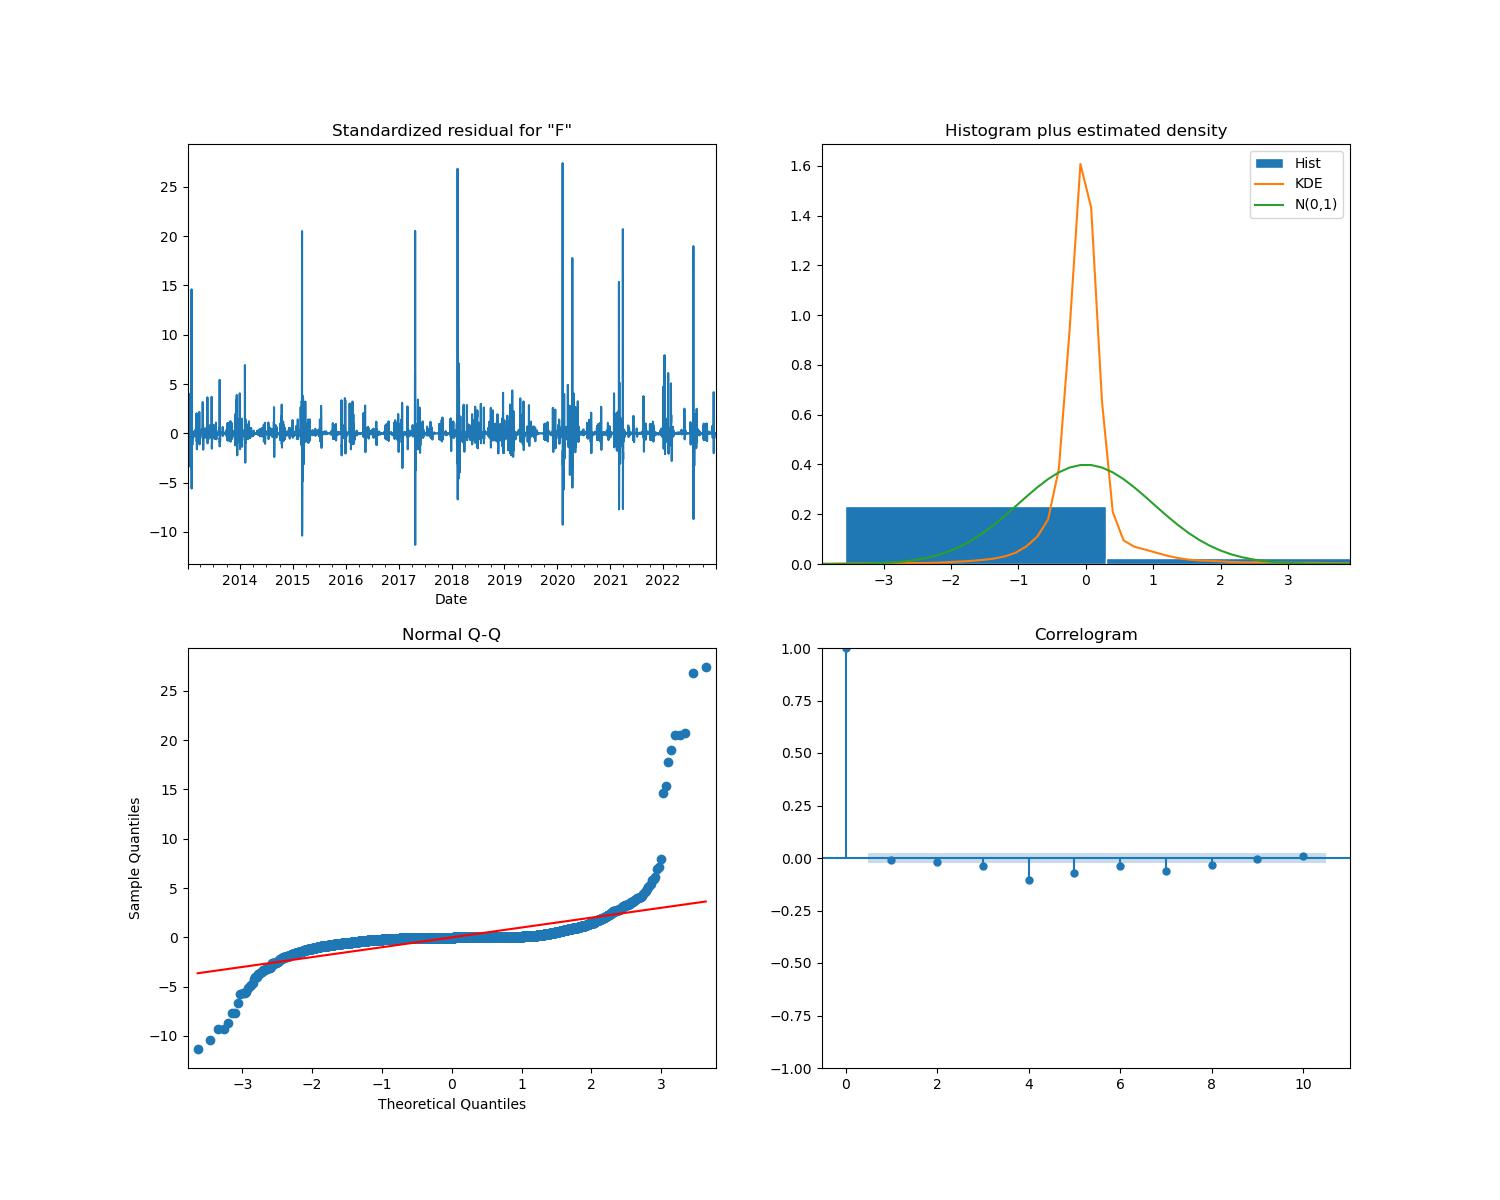 Standardized residual for "F"
25
20
15
10
5
0
−5
−10
2014 2015 2016 2017 2018 2019 2020 2021 2022
Date
Histogram plus estimated density
1.6
1.4
1.2
1.0
0.8
0.6
0.4
0.2
0.0
−3 −2 −1 0 1 2 3
Hist
KDE
N(0,1)
Normal Q-Q
Sample Quantiles
25
20
15
10
5
0
−5
−10
−3 −2 −1 0 1 2 3
Theoretical Quantiles
Correlogram
1.00
0.75
0.50
0.25
0.00
−0.25
−0.50
−0.75
−1.00
0 2 4 6 8 10